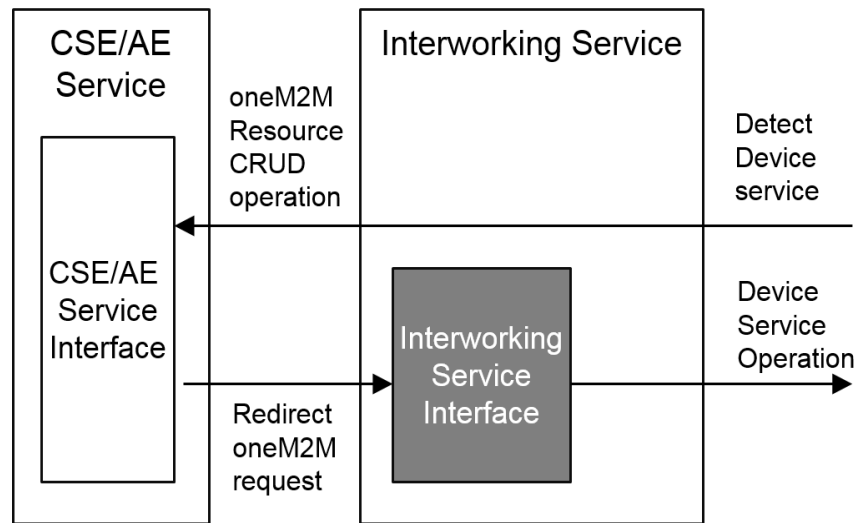 CSE/AE
Service
Interworking Service
oneM2M
Resource
CRUD
operation
Detect
Device
service
CSE/AE
Service
Interface
Interworking
Service
Interface
Device
Service
Operation
Redirect
oneM2M
request